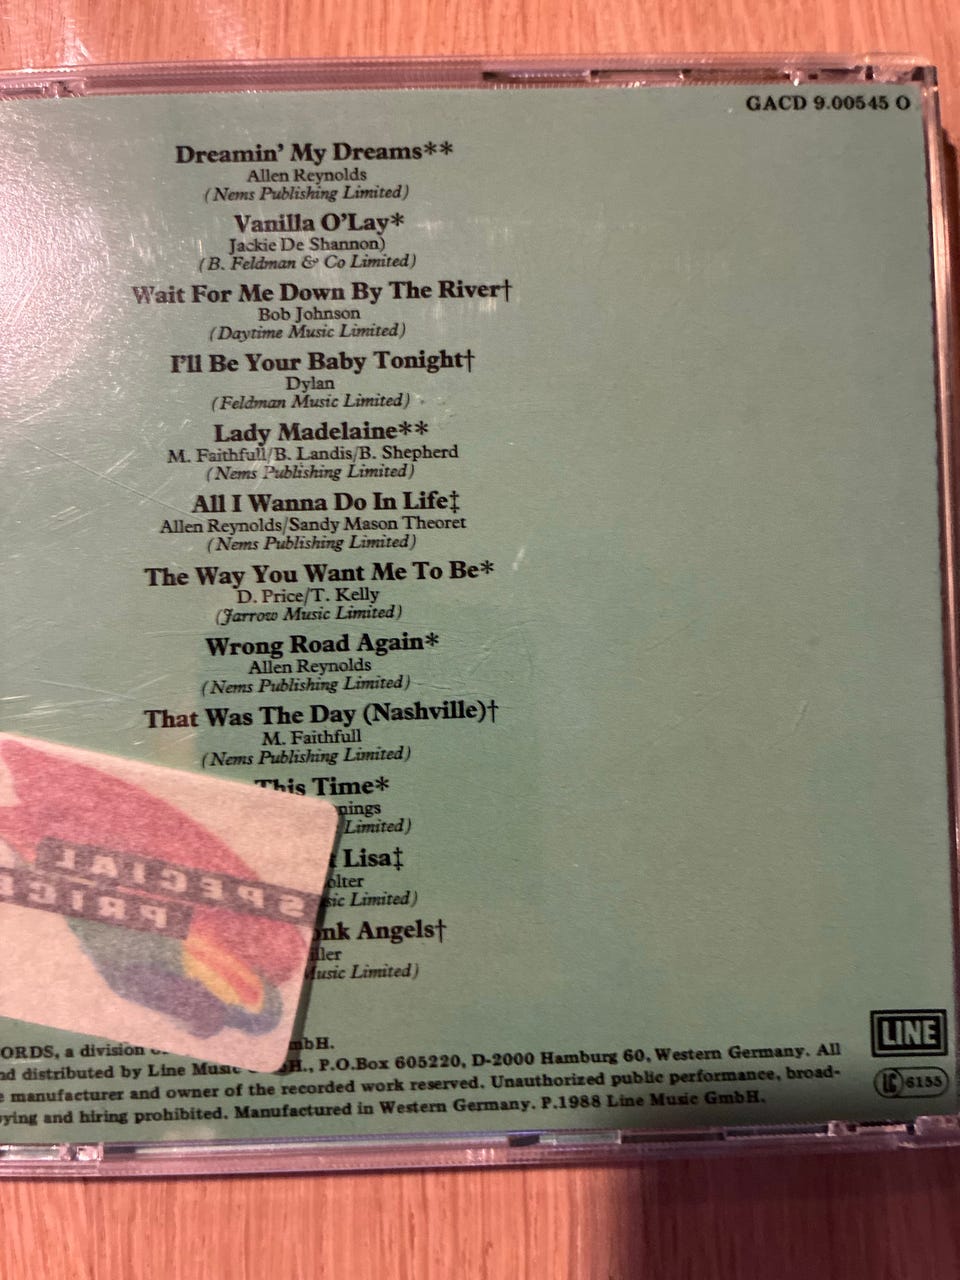 GACD 9.00545 O
Dreamin' My Dreams**
Allen Reynolds
(Nems Publishing Limited)
Vanilla O'Lay*
Jackie De Shannon)
(B. Feldman & Co Limited)
Wait For Me Down By The River†
Bob Johnson
(Daytime Music Limited)
I'll Be Your Baby Tonight†
Dylan
(Feldman Music Limited)
Lady Madelaine**
M. Faithfull/B. Landis/B. Shepherd
(Nems Publishing Limited)
All I Wanna Do In Life‡
Allen Reynolds/Sandy Mason Theoret
(Nems Publishing Limited)
The Way You Want Me To Be*
D. Price/T. Kelly
(Jarrow Music Limited)
Wrong Road Again*
Allen Reynolds
(Nems Publishing Limited)
That Was The Day (Nashville)†
M. Faithfull
(Nems Publishing Limited)
This Time*
Limited)
Lisa‡
Limited)
Angels†
Music Limited)
SPECIAL
PRICE
a division
distributed by Line Music P.O.Box 605220, D-2000 Hamburg 60, Western Germany. All
manufacturer and owner of the recorded work reserved. Unauthorized public performance, broad-
and hiring prohibited. Manufactured in Western Germany. P.1988 Line Music GmbH.
LINE
LC 6155